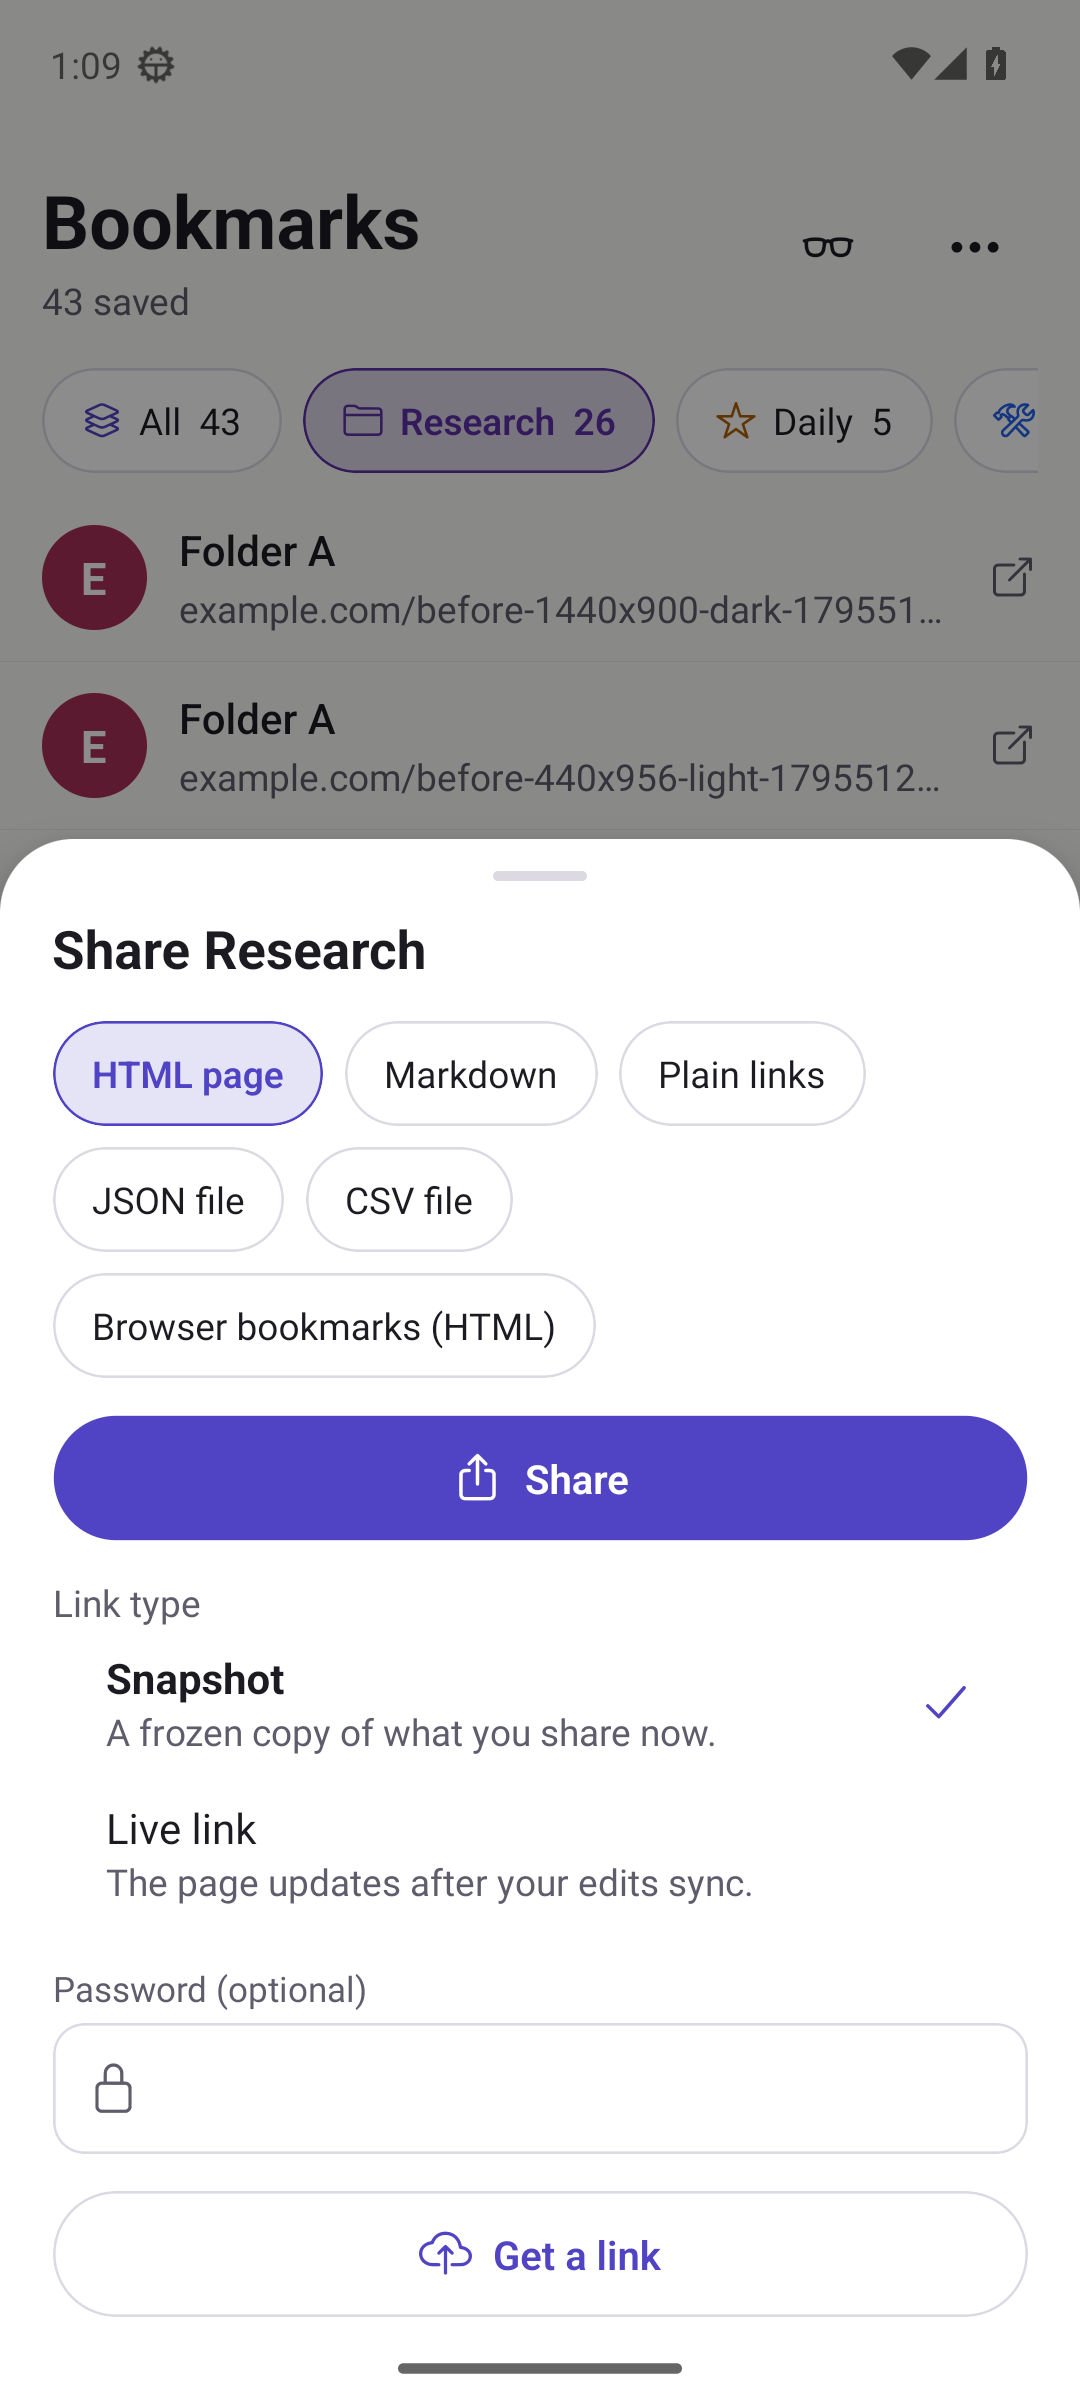 1:09
Bookmarks
43 saved
All 43
Research 26
Daily 5
E
Folder A
example.com/before-1440x900-dark-179551...
E
Folder A
example.com/before-440x956-light-1795512...
Share Research
HTML page
Markdown
Plain links
JSON file
CSV file
Browser bookmarks (HTML)
Share
Link type
Snapshot
A frozen copy of what you share now.
Live link
The page updates after your edits sync.
Password (optional)
Get a link